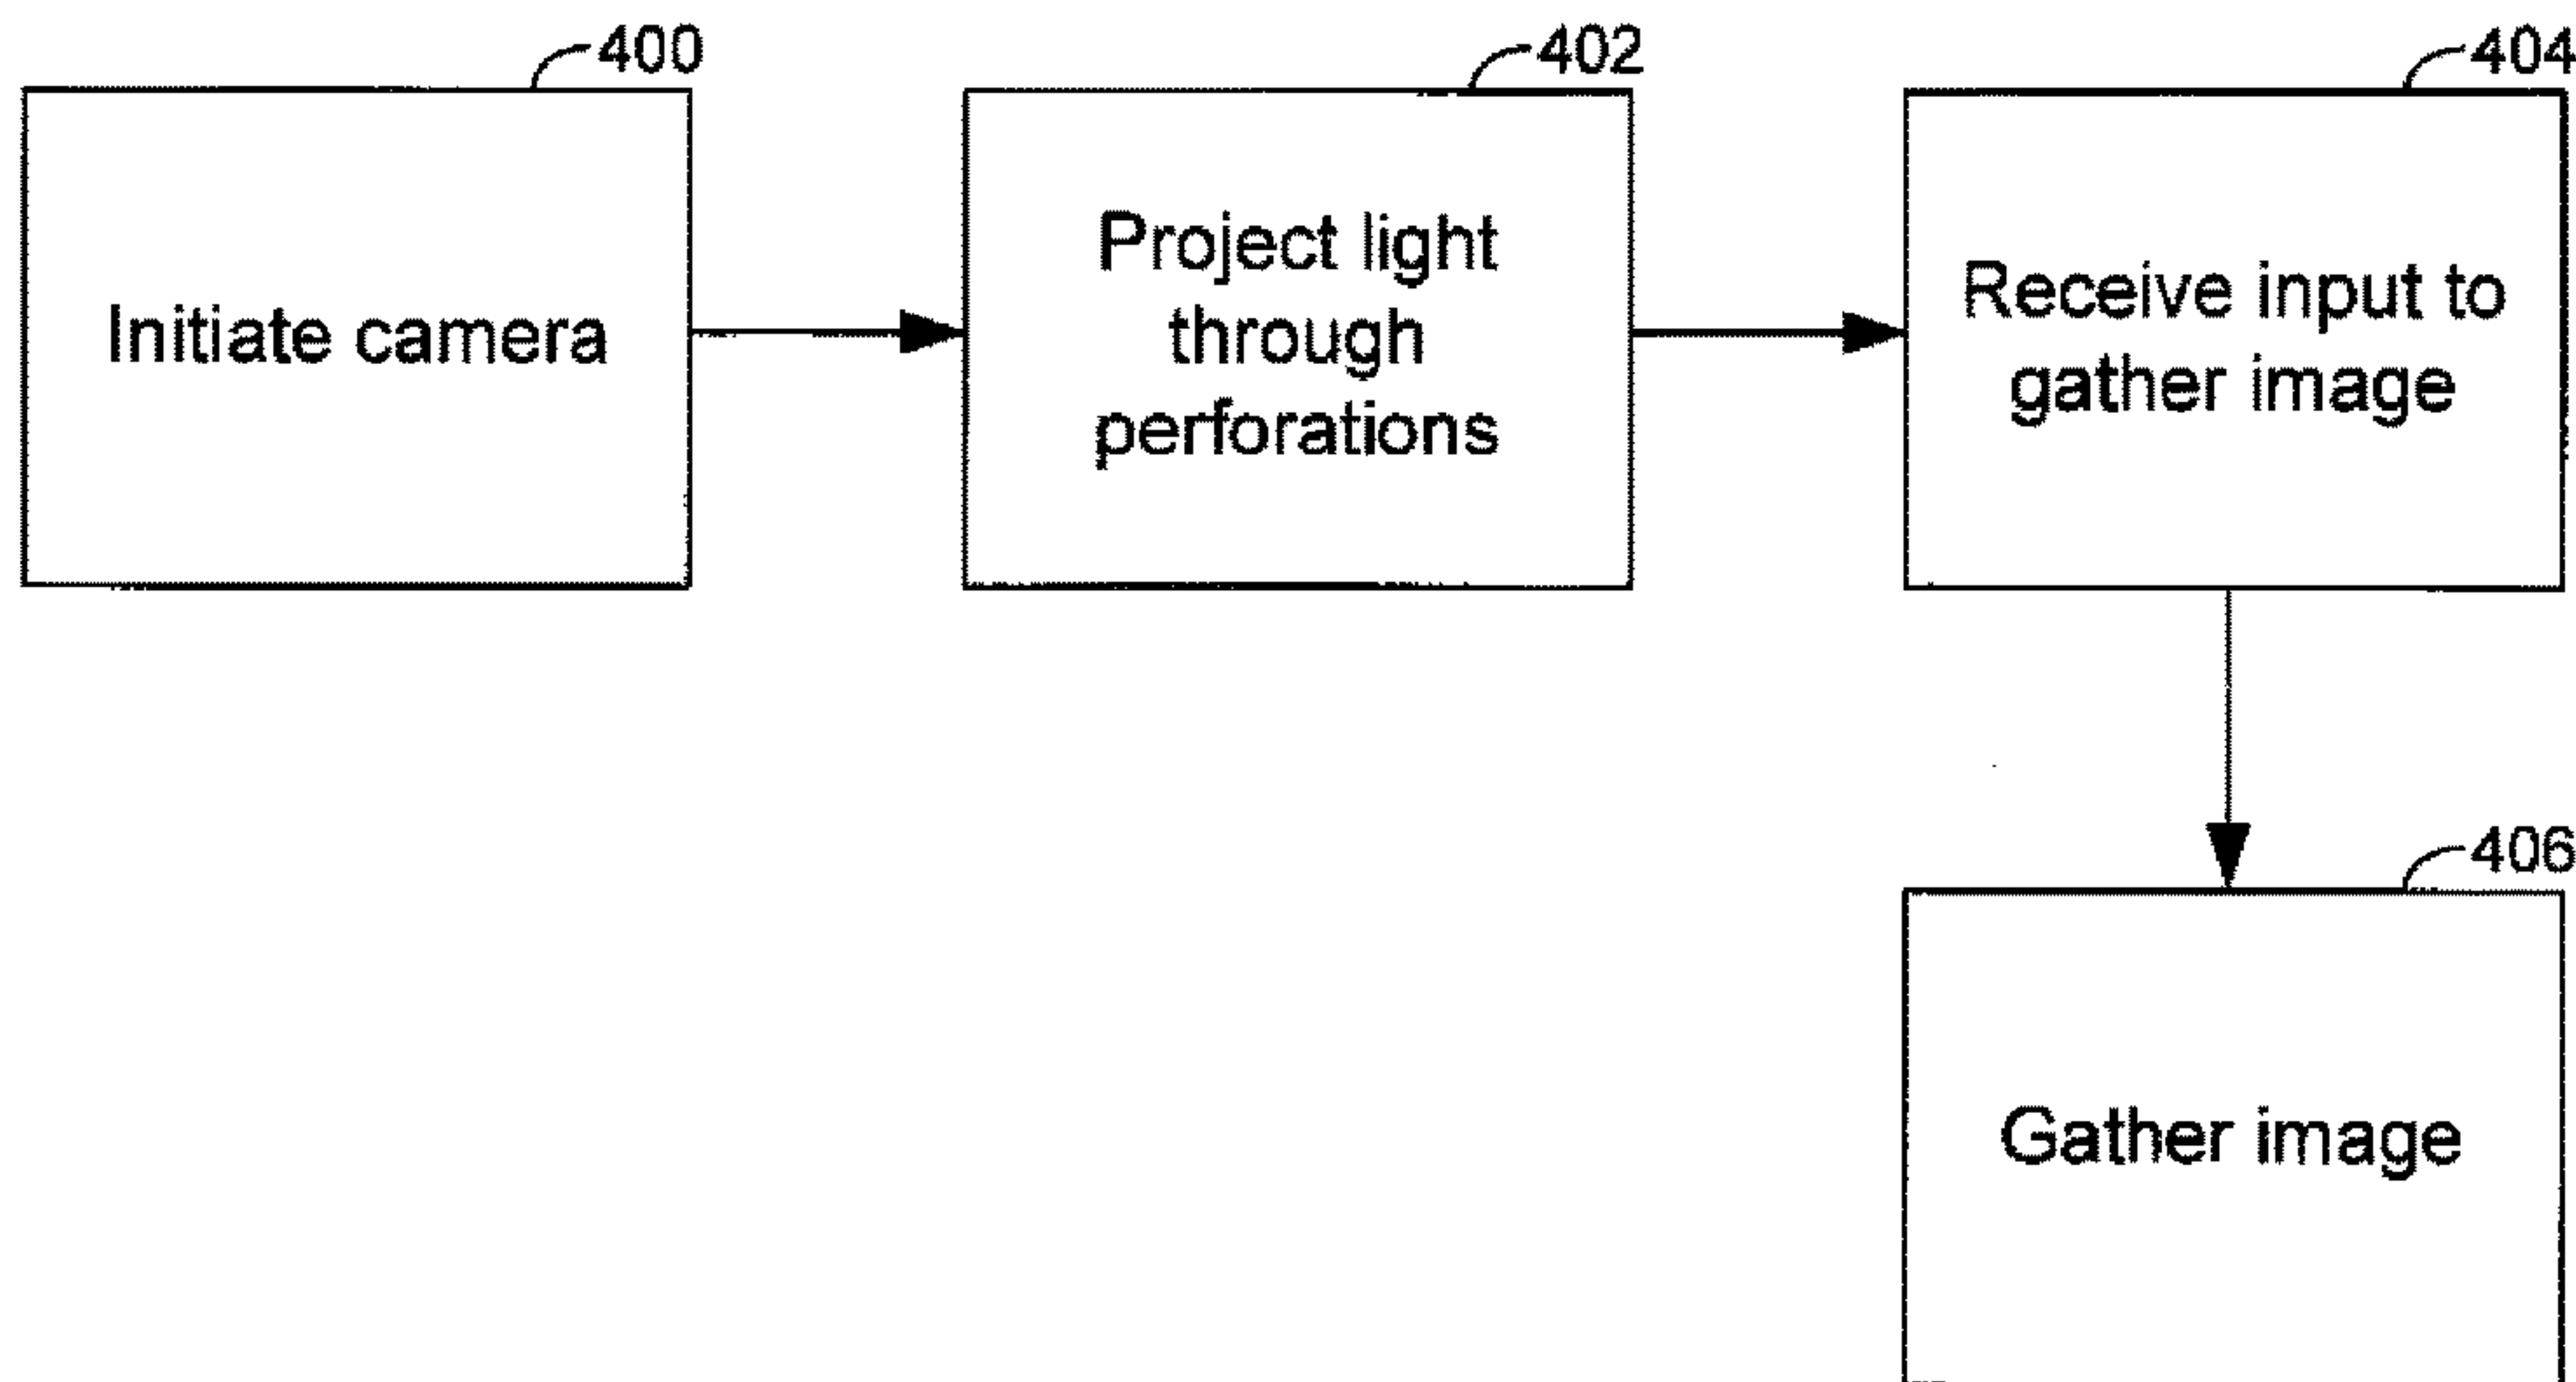 400
Initiate camera
402
Project light
through
perforations
404
Receive input to
gather image
406
Gather image